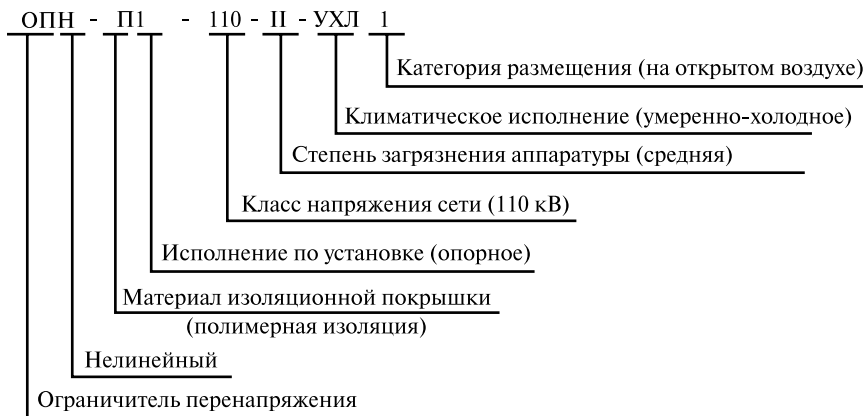 ОПН - П1 - 110 - II - УХЛ 1
Категория размещения (на открытом воздухе)
Климатическое исполнение (умеренно-холодное)
Степень загрязнения аппаратуры (средняя)
Класс напряжения сети (110 кВ)
Исполнение по установке (опорное)
Материал изоляционной покрышки
(полимерная изоляция)
Нелинейный
Ограничитель перенапряжения